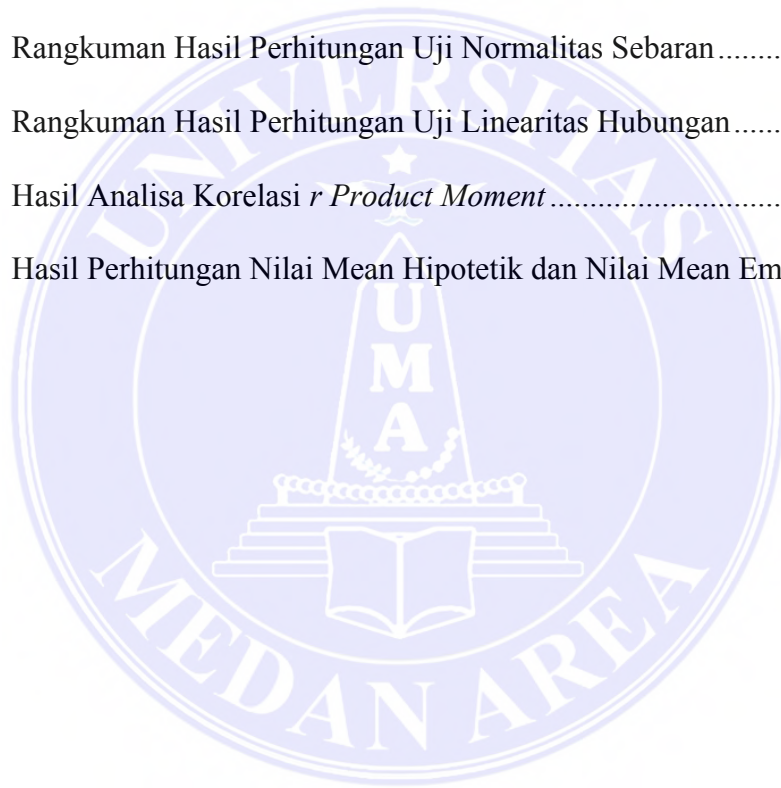 Rangkuman Hasil Perhitungan Uji Normalitas Sebaran........
Rangkuman Hasil Perhitungan Uji Linearitas Hubungan......
Hasil Analisa Korelasi r Product Moment............................
Hasil Perhitungan Nilai Mean Hipotetik dan Nilai Mean Em
UNIVERSITAS
UMA
MEDAN AREA